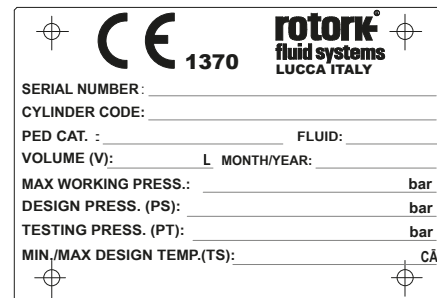 CE 1370
rotork
fluid systems
LUCCA ITALY
SERIAL NUMBER:
CYLINDER CODE:
PED CAT. : FLUID:
VOLUME (V): L MONTH/YEAR:
MAX WORKING PRESS.: bar
DESIGN PRESS. (PS): bar
TESTING PRESS. (PT): bar
MIN./MAX DESIGN TEMP.(TS): CĀ